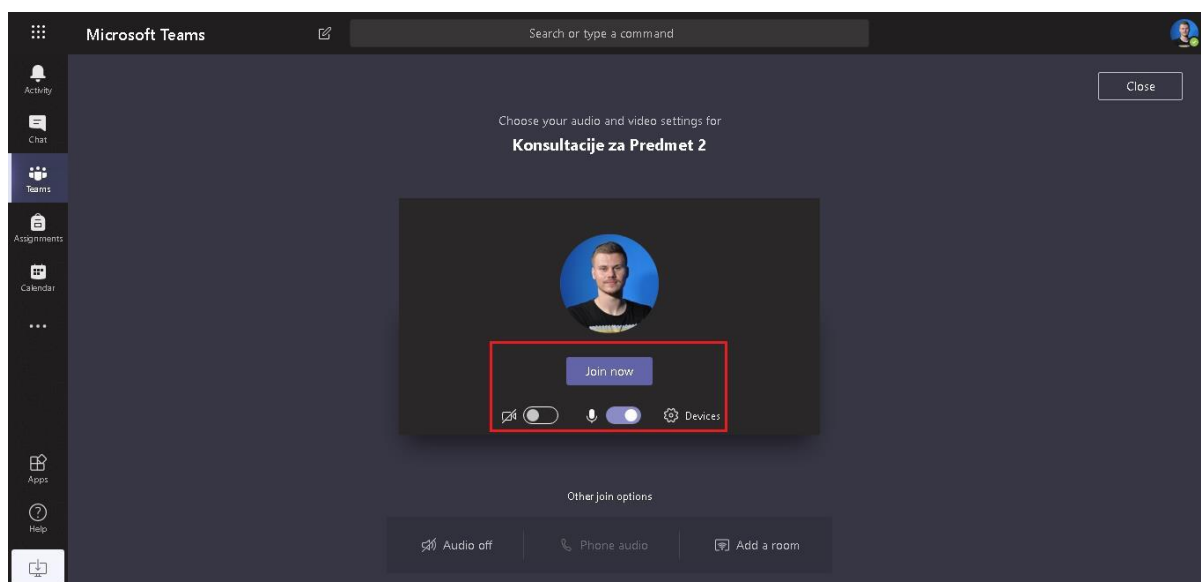 Microsoft Teams
Search or type a command
Activity
Chat
Teams
Assignments
Calendar
Apps
Help
Close
Choose your audio and video settings for
Konsultacije za Predmet 2
Join now
Devices
Other join options
Audio off
Phone audio
Add a room